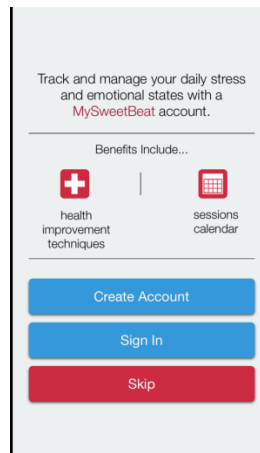 Track and manage your daily stress
and emotional states with a
MySweetBeat account.
Benefits Include...
health
improvement
techniques
sessions
calendar
Create Account
Sign In
Skip